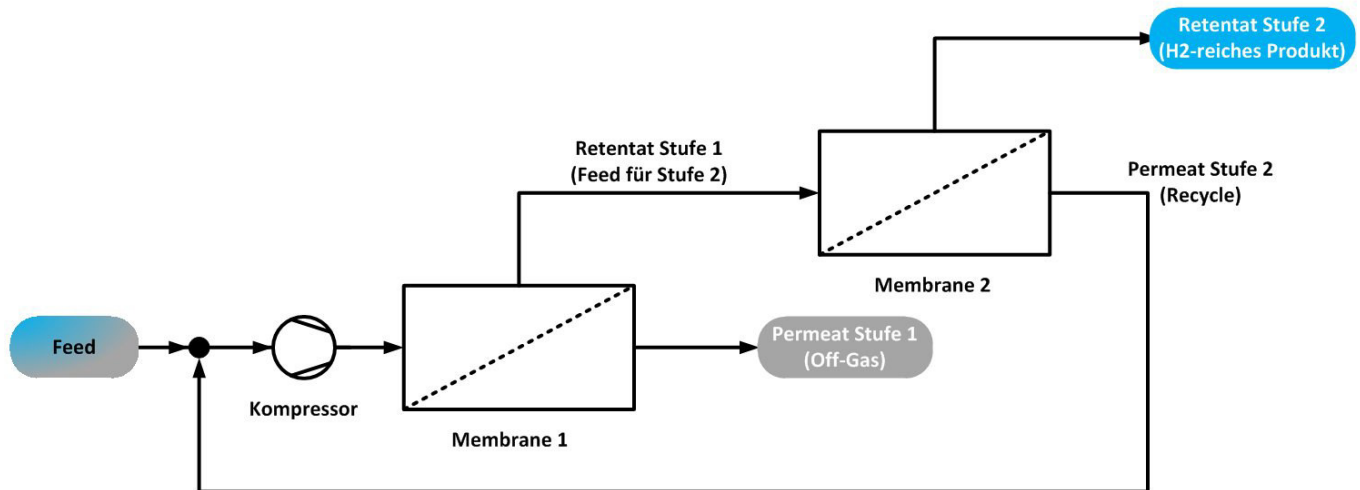 Retentat Stufe 2
(H2-reiches Produkt)
Retentat Stufe 1
(Feed für Stufe 2)
Permeat Stufe 2
(Recycle)
Membrane 2
Feed
Permeat Stufe 1
(Off-Gas)
Kompressor
Membrane 1